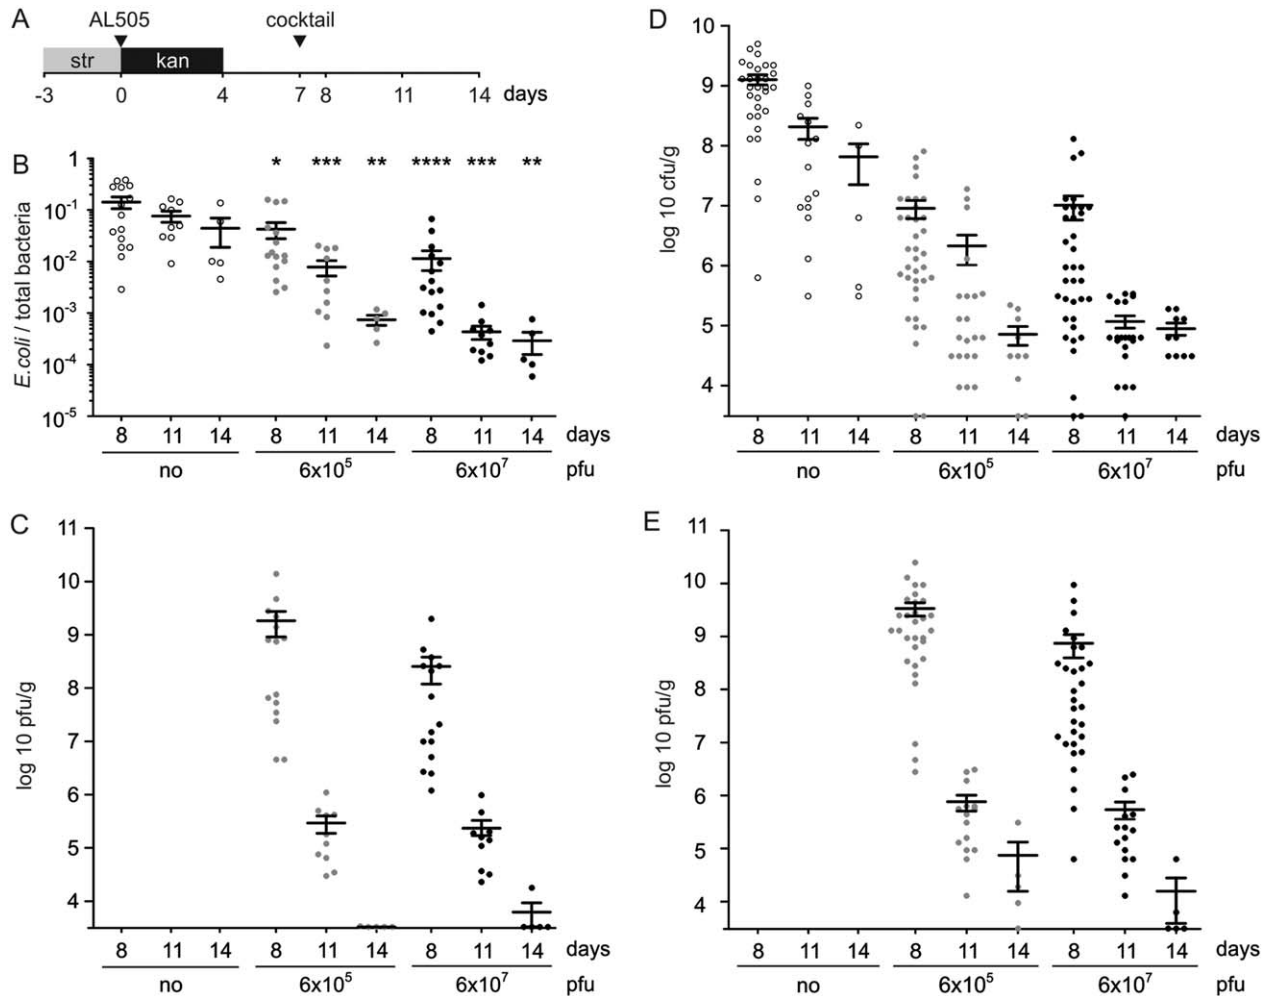 A
AL505
cocktail
str
kan
-3 0 4 7 8 11 14 days
B
* *** ** **** *** **
E.coli / total bacteria
1
10⁻¹
10⁻²
10⁻³
10⁻⁴
10⁻⁵
8 11 14 8 11 14 8 11 14 days
no 6x10⁵ 6x10⁷ pfu
C
log 10 pfu/g
11
10
9
8
7
6
5
4
8 11 14 8 11 14 8 11 14 days
no 6x10⁵ 6x10⁷ pfu
D
log 10 cfu/g
10
9
8
7
6
5
4
8 11 14 8 11 14 8 11 14 days
no 6x10⁵ 6x10⁷ pfu
E
log 10 pfu/g
11
10
9
8
7
6
5
4
8 11 14 8 11 14 8 11 14 days
no 6x10⁵ 6x10⁷ pfu